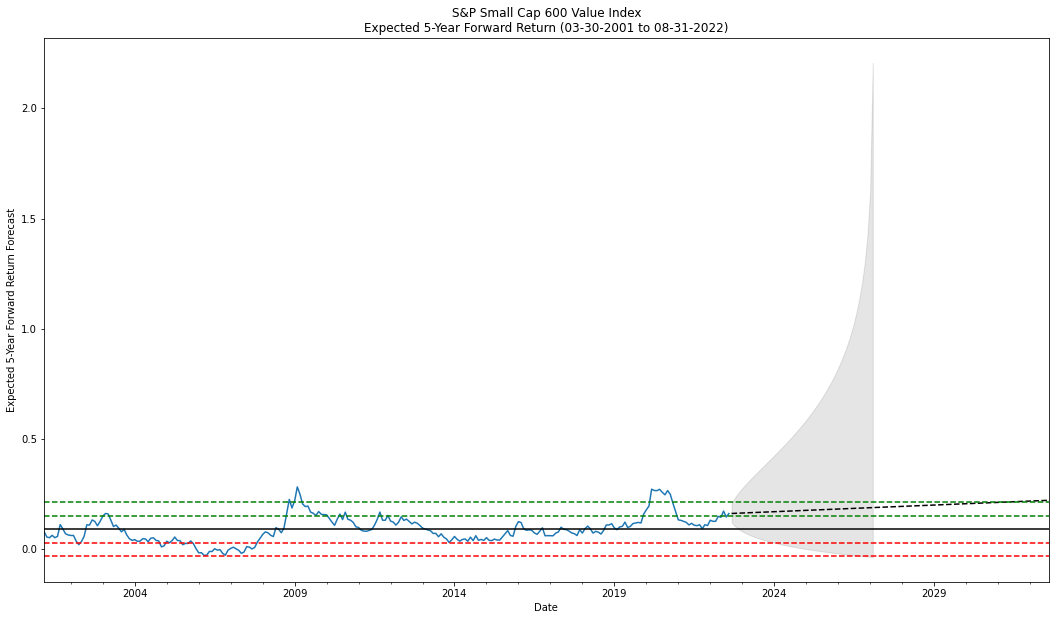 S&P Small Cap 600 Value Index
Expected 5-Year Forward Return (03-30-2001 to 08-31-2022)
Expected 5-Year Forward Return Forecast
2.0
1.5
1.0
0.5
0.0
2004 2009 2014 2019 2024 2029
Date